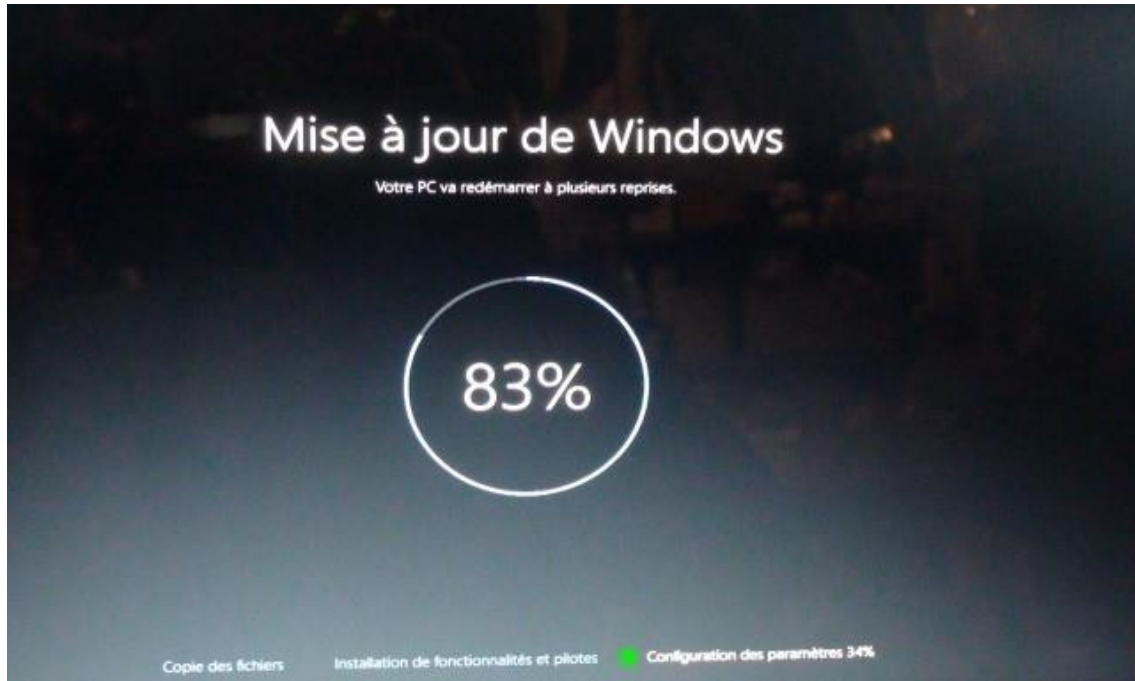 Mise à jour de Windows
Votre PC va redémarrer à plusieurs reprises.
83%
Copie des fichiers
Installation de fonctionnalités et pilotes
Configuration des paramètres 34%